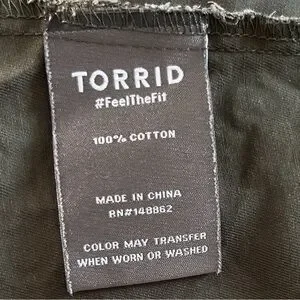 TORRID
#FeelTheFit
100% COTTON
MADE IN CHINA
RN#148862
COLOR MAY TRANSFER
WHEN WORN OR WASHED